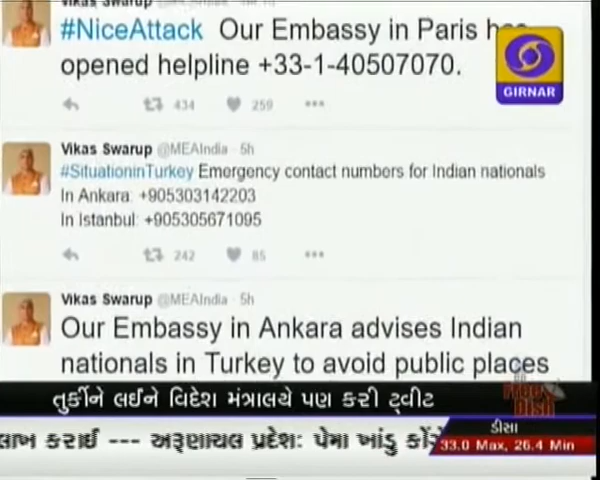 Vikas Swarup
#NiceAttack Our Embassy in Paris has
opened helpline +33-1-40507070.
434 259
GIRNAR
Vikas Swarup @MEAIndia · 5h
#SituationinTurkey Emergency contact numbers for Indian nationals
In Ankara: +905303142203
In Istanbul: +905305671095
242 85
Vikas Swarup @MEAIndia · 5h
Our Embassy in Ankara advises Indian
nationals in Turkey to avoid public places
Free Dish
તુર્કીને લઈને વિદેશ મંત્રાલયે પણ કરી ટ્વીટ
લાખ કરાઈ --- અરૂણાચલ પ્રદેશ: પેમા ખાંડુ
ડીસા
33.0 Max, 26.4 Min